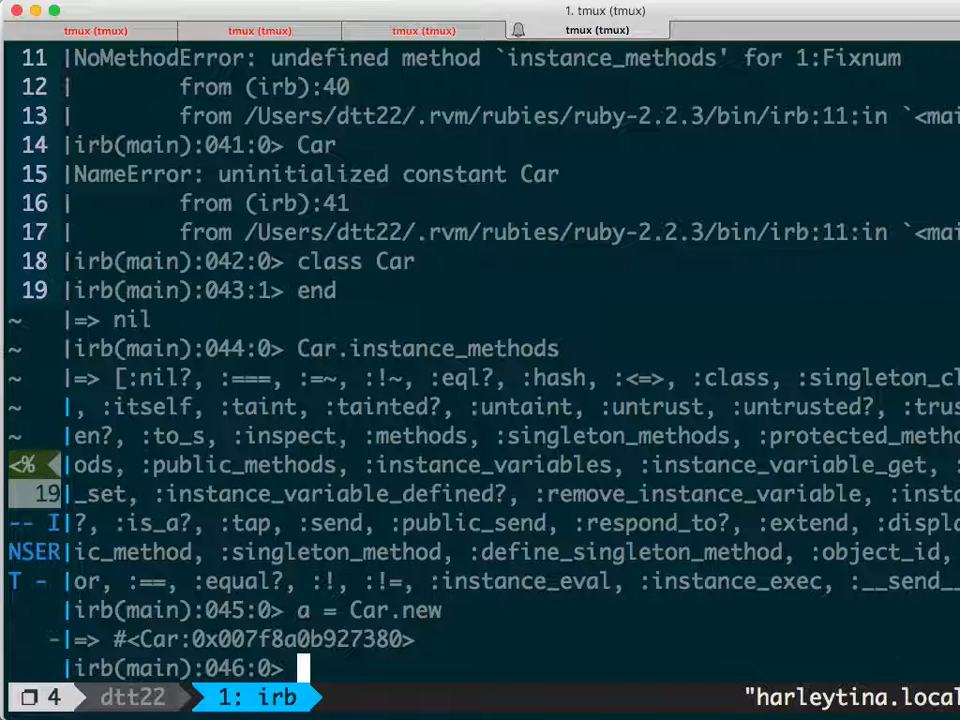 1. tmux (tmux)
tmux (tmux) tmux (tmux) tmux (tmux) tmux (tmux)
11 |NoMethodError: undefined method `instance_methods' for 1:Fixnum
12 | from (irb):40
13 | from /Users/dtt22/.rvm/rubies/ruby-2.2.3/bin/irb:11:in `<mai
14 |irb(main):041:0> Car
15 |NameError: uninitialized constant Car
16 | from (irb):41
17 | from /Users/dtt22/.rvm/rubies/ruby-2.2.3/bin/irb:11:in `<mai
18 |irb(main):042:0> class Car
19 |irb(main):043:1> end
~ |=> nil
~ |irb(main):044:0> Car.instance_methods
~ |=> [:nil?, :===, :=~, :!~, :eql?, :hash, :<=>, :class, :singleton_cl
~ |, :itself, :taint, :tainted?, :untaint, :untrust, :untrusted?, :trus
~ |en?, :to_s, :inspect, :methods, :singleton_methods, :protected_metho
<% |ods, :public_methods, :instance_variables, :instance_variable_get, :
19 |_set, :instance_variable_defined?, :remove_instance_variable, :insta
-- I|?, :is_a?, :tap, :send, :public_send, :respond_to?, :extend, :displa
NSER|ic_method, :singleton_method, :define_singleton_method, :object_id,
T - |or, :==, :equal?, :!, :!=, :instance_eval, :instance_exec, :__send__
|irb(main):045:0> a = Car.new
-|=> #<Car:0x007f8a0b927380>
|irb(main):046:0>
4 dtt22 1: irb "harleytina.local